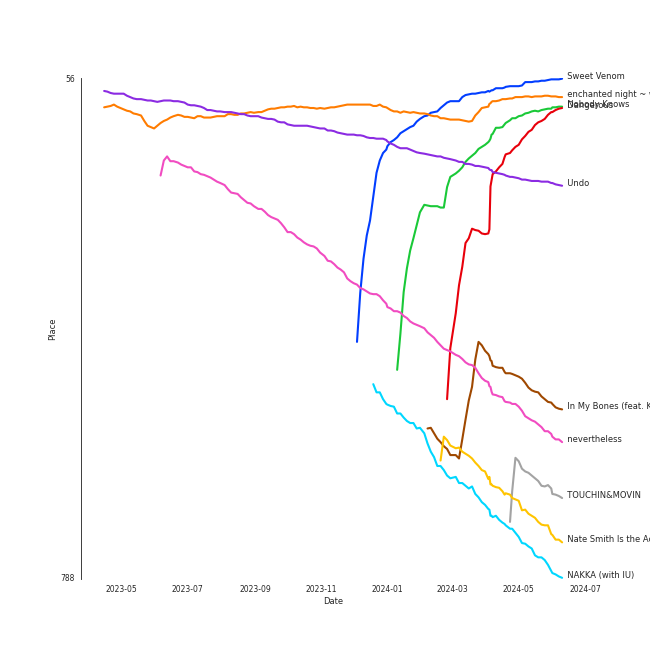 56
Sweet Venom
enchanted night ~
Nobody Knows
Dangerous
Undo
Place
In My Bones (feat. K
nevertheless
TOUCHIN&MOVIN
Nate Smith Is the A
NAKKA (with IU)
788
2023-05 2023-07 2023-09 2023-11 2024-01 2024-03 2024-05 2024-07
Date